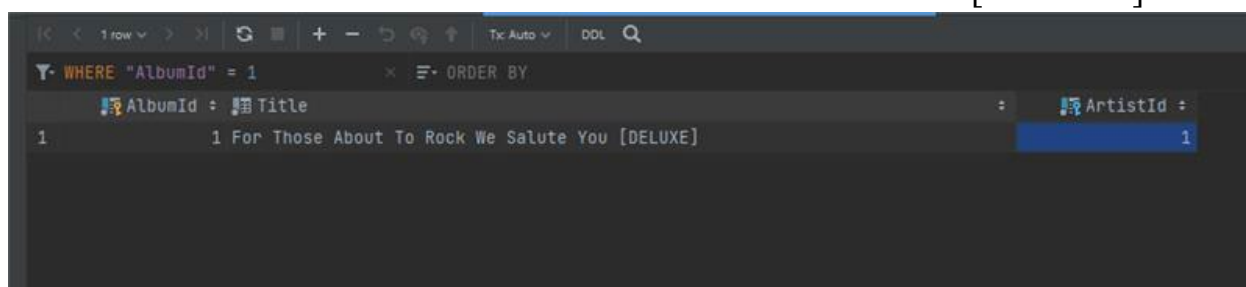 1 row Tx: Auto DDL
WHERE "AlbumId" = 1 ORDER BY
AlbumId Title ArtistId
1 1 For Those About To Rock We Salute You [DELUXE] 1